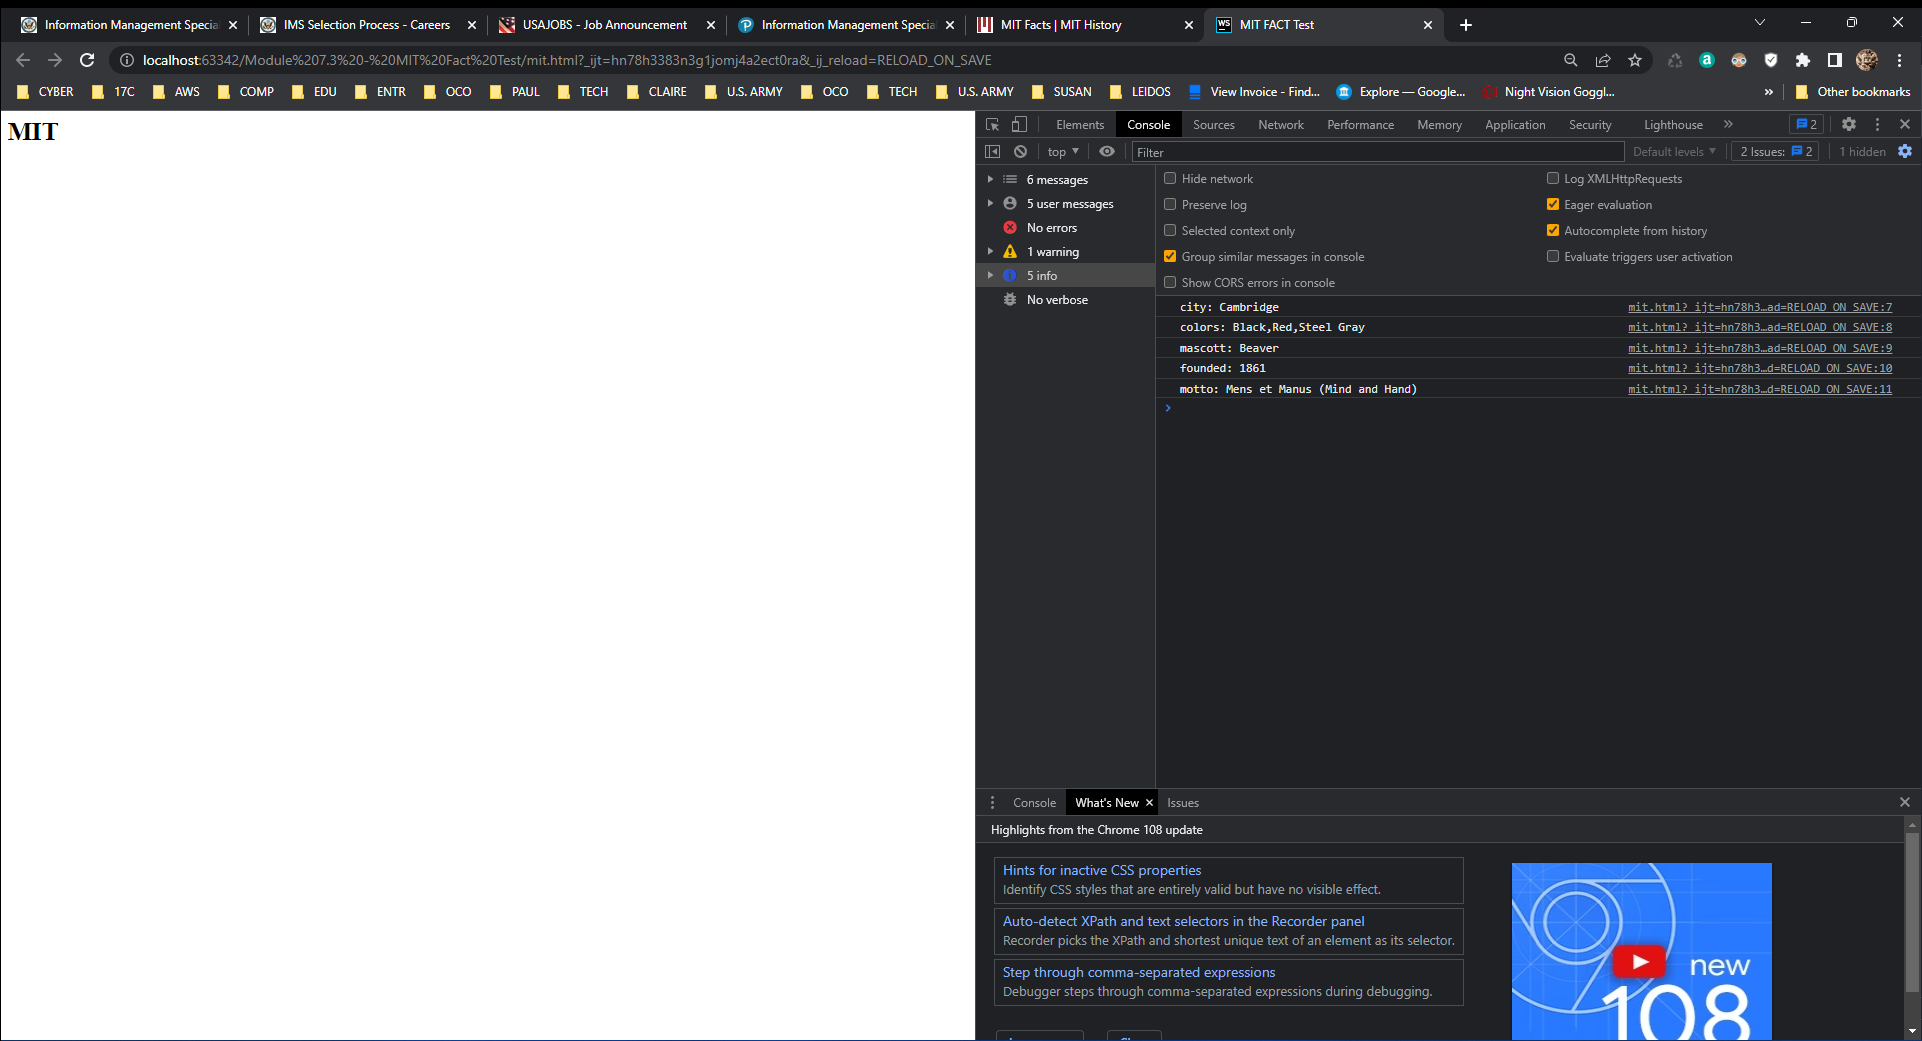 Information Management Specia
IMS Selection Process - Careers
USAJOBS - Job Announcement
Information Management Specia
MIT Facts | MIT History
WS MIT FACT Test
localhost:63342/Module%207.3%20-%20MIT%20Fact%20Test/mit.html?_ijt=hn78h3383n3g1jomj4a2ect0ra&_ij_reload=RELOAD_ON_SAVE
CYBER 17C AWS COMP EDU ENTR OCO PAUL TECH CLAIRE U.S. ARMY OCO TECH U.S. ARMY SUSAN LEIDOS View Invoice - Find... Explore — Google... Night Vision Goggl... » Other bookmarks
MIT
Elements Console Sources Network Performance Memory Application Security Lighthouse » 2
top Filter Default levels 2 Issues: 2 1 hidden
6 messages
5 user messages
No errors
1 warning
5 info
No verbose
Hide network Log XMLHttpRequests
Preserve log Eager evaluation
Selected context only Autocomplete from history
Group similar messages in console Evaluate triggers user activation
Show CORS errors in console
city: Cambridge mit.html?_ijt=hn78h3…ad=RELOAD_ON_SAVE:7
colors: Black,Red,Steel Gray mit.html?_ijt=hn78h3…ad=RELOAD_ON_SAVE:8
mascott: Beaver mit.html?_ijt=hn78h3…ad=RELOAD_ON_SAVE:9
founded: 1861 mit.html?_ijt=hn78h3…d=RELOAD_ON_SAVE:10
motto: Mens et Manus (Mind and Hand) mit.html?_ijt=hn78h3…d=RELOAD_ON_SAVE:11
Console What's New Issues
Highlights from the Chrome 108 update
Hints for inactive CSS properties
Identify CSS styles that are entirely valid but have no visible effect.
Auto-detect XPath and text selectors in the Recorder panel
Recorder picks the XPath and shortest unique text of an element as its selector.
Step through comma-separated expressions
Debugger steps through comma-separated expressions during debugging.
new
108